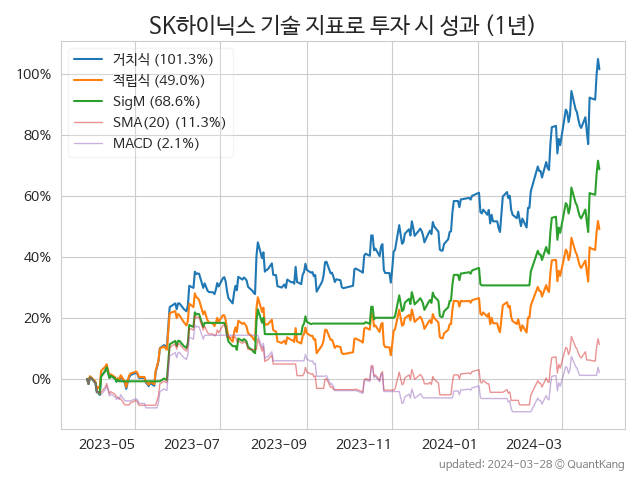 SK하이닉스 기술 지표로 투자 시 성과 (1년)
거치식 (101.3%)
적립식 (49.0%)
SigM (68.6%)
SMA(20) (11.3%)
MACD (2.1%)
100%
80%
60%
40%
20%
0%
2023-05 2023-07 2023-09 2023-11 2024-01 2024-03
updated: 2024-03-28 © QuantKang